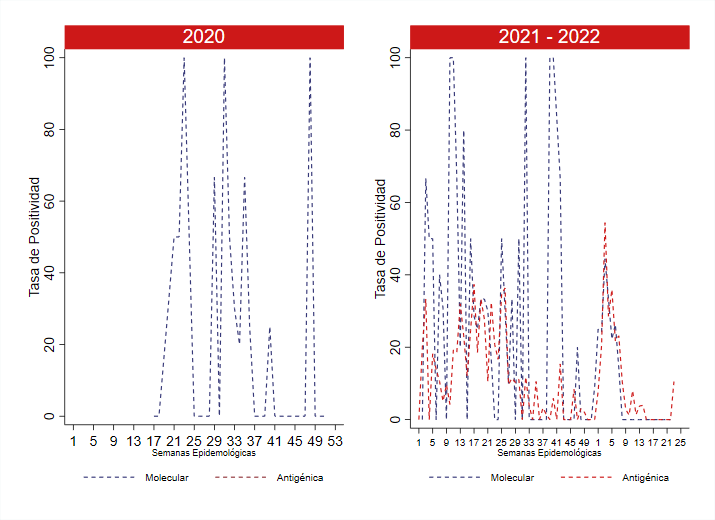 2020
Tasa de Positividad
100
80
60
40
20
0
1 5 9 13 17 21 25 29 33 37 41 45 49 53
Semanas Epidemológicas
Molecular Antigénica
2021 - 2022
Tasa de Positividad
100
80
60
40
20
0
1 5 9 13 17 21 25 29 33 37 41 45 49 1 5 9 13 17 21 25
Semanas Epidemológicas
Molecular Antigénica